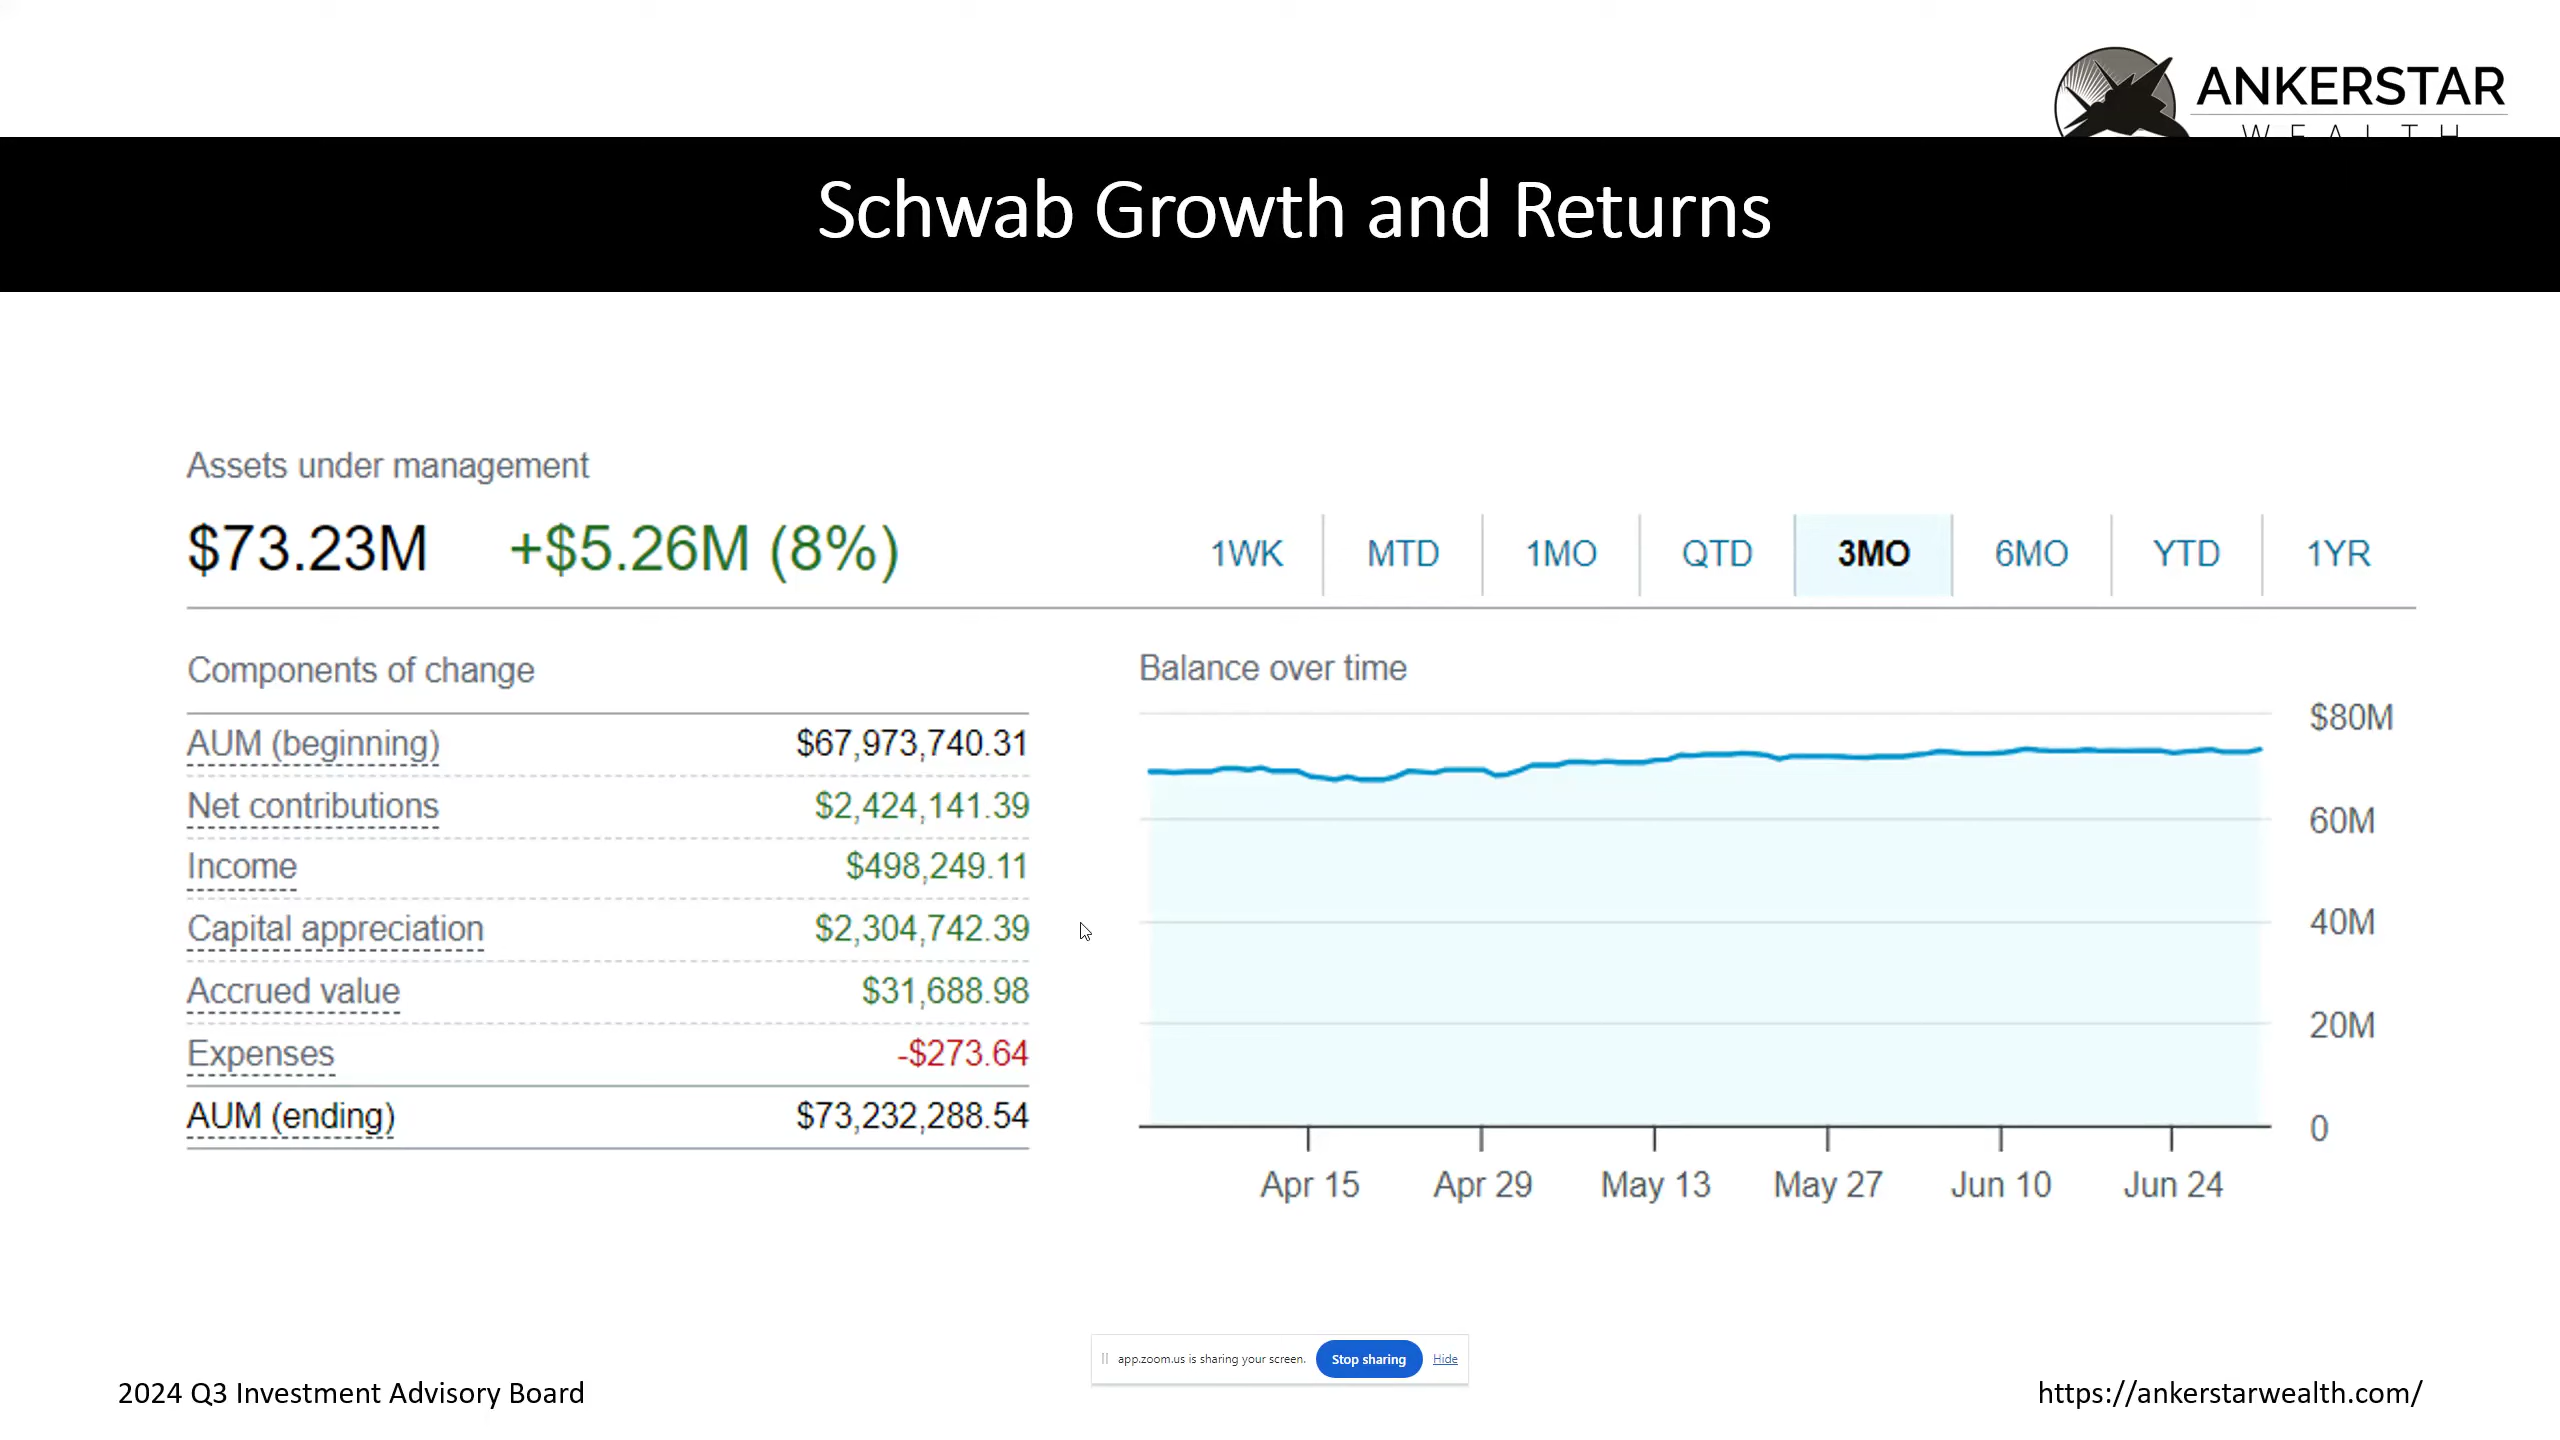 ANKERSTAR
WEALTH
Schwab Growth and Returns
Assets under management
$73.23M +$5.26M (8%)
1WK MTD 1MO QTD 3MO 6MO YTD 1YR
Components of change
AUM (beginning) $67,973,740.31
Net contributions $2,424,141.39
Income $498,249.11
Capital appreciation $2,304,742.39
Accrued value $31,688.98
Expenses -$273.64
AUM (ending) $73,232,288.54
Balance over time
$80M
60M
40M
20M
0
Apr 15 Apr 29 May 13 May 27 Jun 10 Jun 24
app.zoom.us is sharing your screen. Stop sharing Hide
2024 Q3 Investment Advisory Board
https://ankerstarwealth.com/